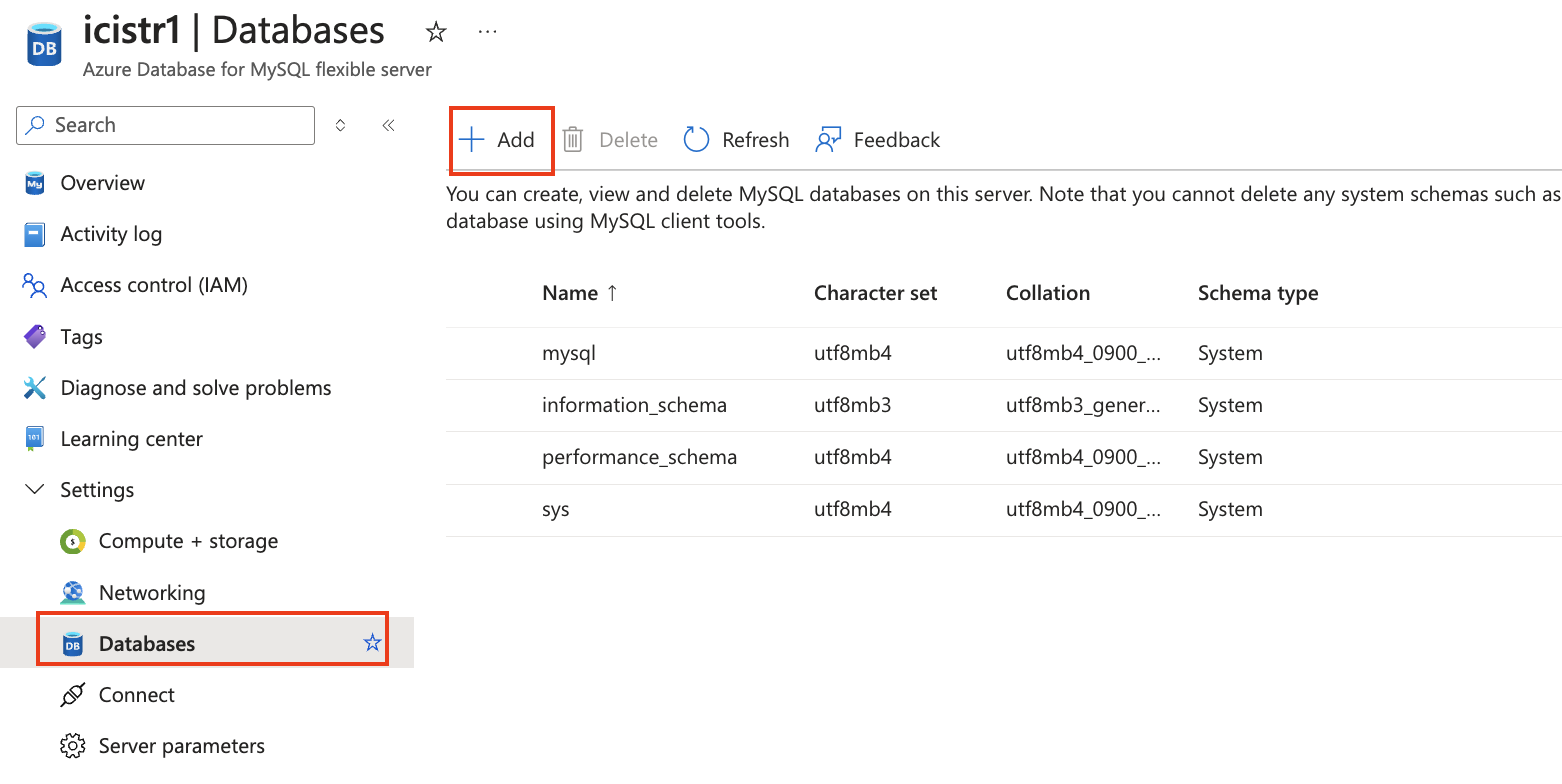 icistr1 | Databases
Azure Database for MySQL flexible server
DB
Search
Add
Delete
Refresh
Feedback
You can create, view and delete MySQL databases on this server. Note that you cannot delete any system schemas such as
database using MySQL client tools.
My
Overview
Activity log
Access control (IAM)
Tags
Diagnose and solve problems
101
Learning center
Settings
$
Compute + storage
Networking
DB
Databases
Connect
Server parameters
Name ↑ Character set Collation Schema type
mysql utf8mb4 utf8mb4_0900_... System
information_schema utf8mb3 utf8mb3_gener... System
performance_schema utf8mb4 utf8mb4_0900_... System
sys utf8mb4 utf8mb4_0900_... System